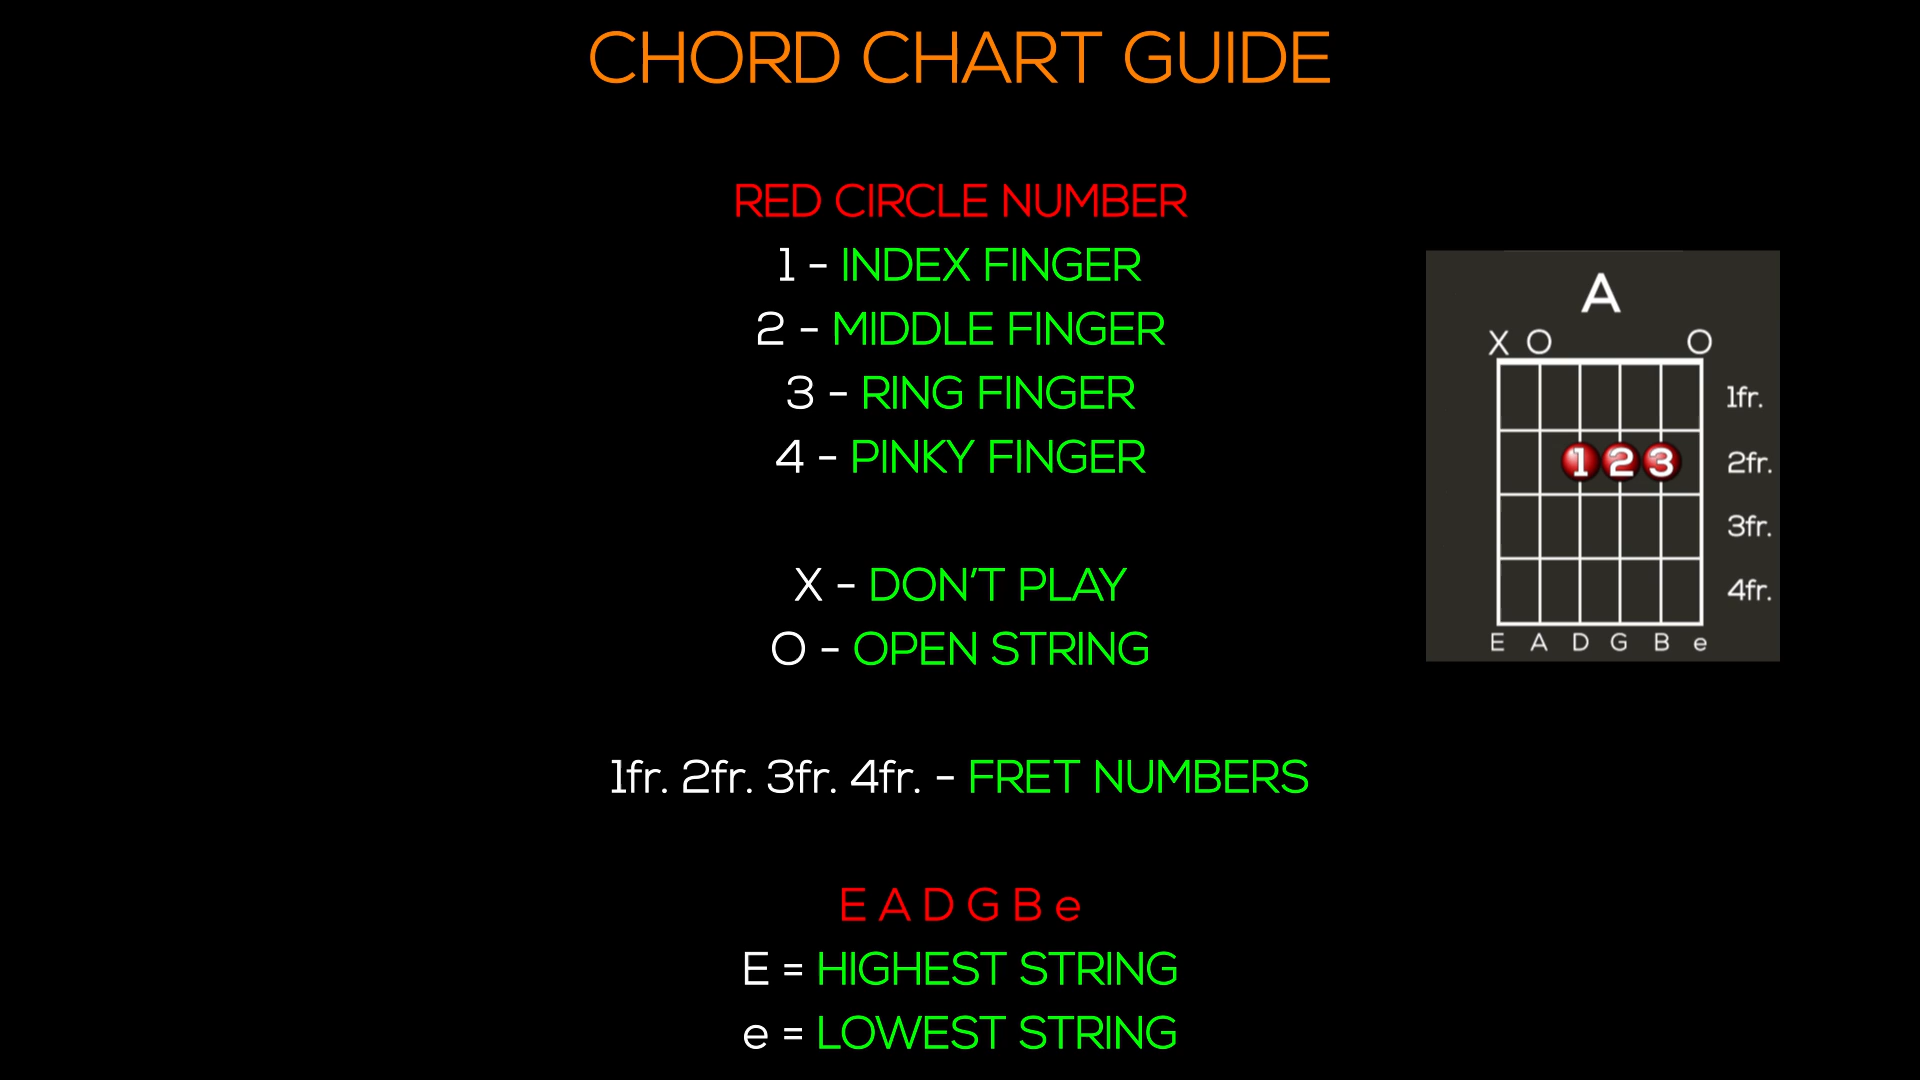 CHORD CHART GUIDE
RED CIRCLE NUMBER
1 - INDEX FINGER
2 - MIDDLE FINGER
3 - RING FINGER
4 - PINKY FINGER
X - DON'T PLAY
O - OPEN STRING
1fr. 2fr. 3fr. 4fr. - FRET NUMBERS
E A D G B e
E = HIGHEST STRING
e = LOWEST STRING
A
X O O
1fr.
1 2 3 2fr.
3fr.
4fr.
E A D G B e